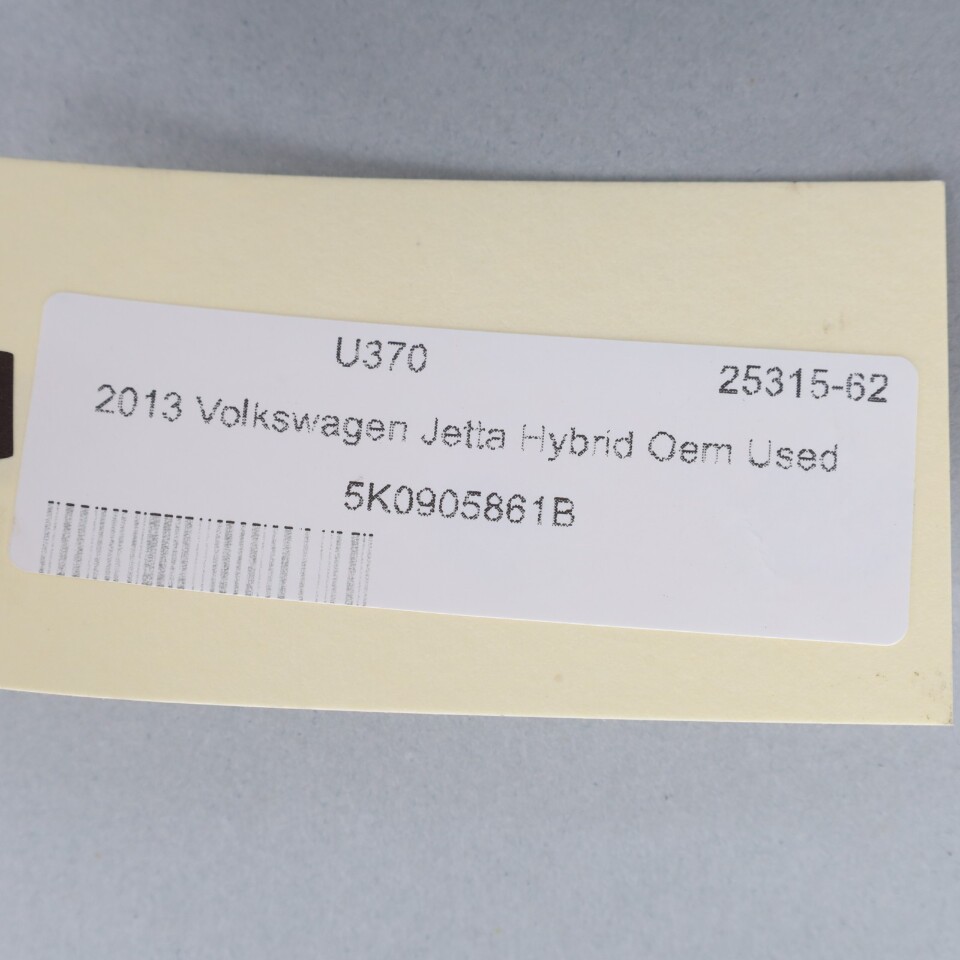 U370 25315-62
2013 Volkswagen Jetta Hybrid Oem Used
5K0905861B